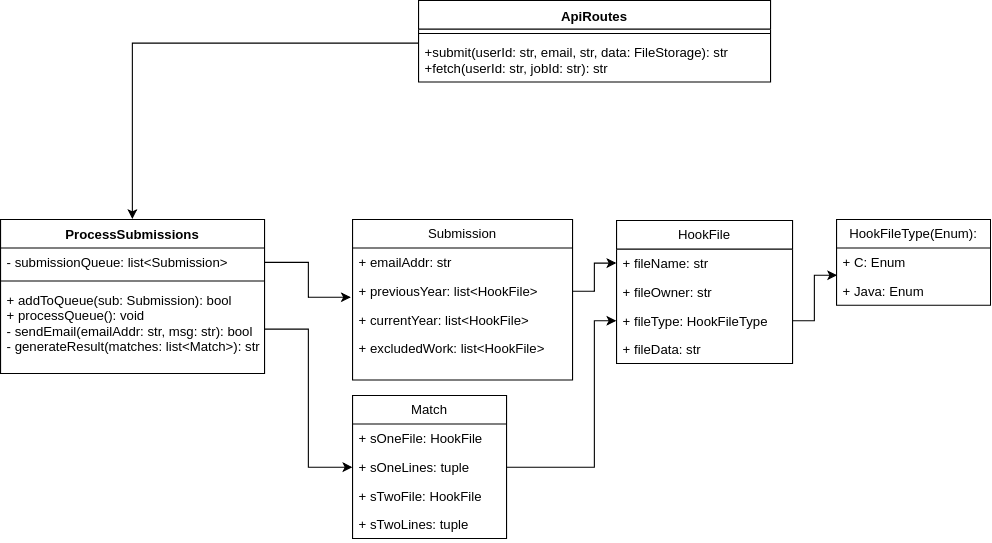 ApiRoutes
+submit(userId: str, email, str, data: FileStorage): str
+fetch(userId: str, jobId: str): str
ProcessSubmissions
- submissionQueue: list<Submission>
+ addToQueue(sub: Submission): bool
+ processQueue(): void
- sendEmail(emailAddr: str, msg: str): bool
- generateResult(matches: list<Match>): str
Submission
+ emailAddr: str
+ previousYear: list<HookFile>
+ currentYear: list<HookFile>
+ excludedWork: list<HookFile>
Match
+ sOneFile: HookFile
+ sOneLines: tuple
+ sTwoFile: HookFile
+ sTwoLines: tuple
HookFile
+ fileName: str
+ fileOwner: str
+ fileType: HookFileType
+ fileData: str
HookFileType(Enum):
+ C: Enum
+ Java: Enum